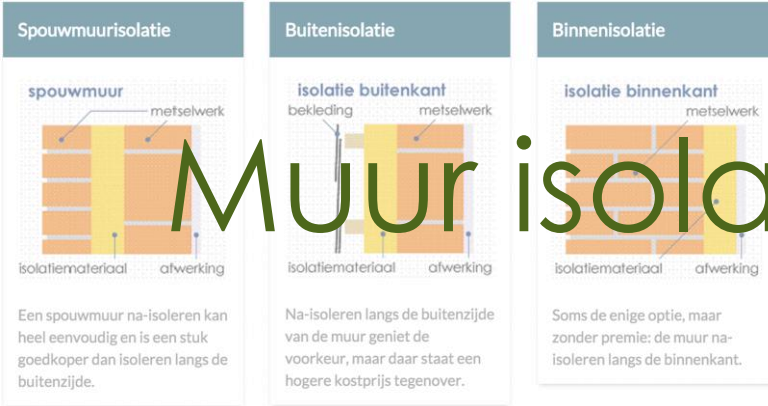 Spouwmuurisolatie
spouwmuur
metselwerk
isolatiemateriaal
afwerking
Een spouwmuur na-isoleren kan
heel eenvoudig en is een stuk
goedkoper dan isoleren langs de
buitenzijde.
Buitenisolatie
isolatie buitenkant
bekleding
metselwerk
isolatiemateriaal
afwerking
Na-isoleren langs de buitenzijde
van de muur geniet de
voorkeur, maar daar staat een
hogere kostprijs tegenover.
Binnenisolatie
isolatie binnenkant
metselwerk
isolatiemateriaal
afwerking
Soms de enige optie, maar
zonder premie: de muur na-
isoleren langs de binnenkant.
Muur isola